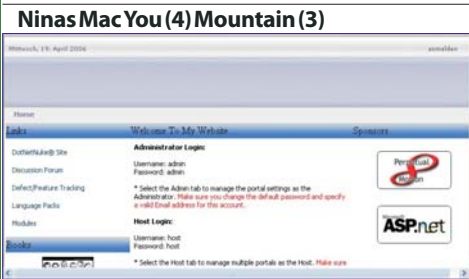 Ninas Mac You (4) Mountain (3)
Mittwoch, 19. April 2006
anmelden
Home
Links
Welcome To My Website
Sponsors
DotNetNuke® Site
Discussion Forum
Defect/Feature Tracking
Language Packs
Modules
Books
Administrator Login:
Username: admin
Password: admin
* Select the Admin tab to manage the portal settings as the
Administrator. Make sure you change the default password and specify
a valid Email address for this account.
Host Login:
Username: host
Password: host
* Select the Host tab to manage multiple portals as the Host. Make sure
Perpetual
Motion
Microsoft
ASP.net